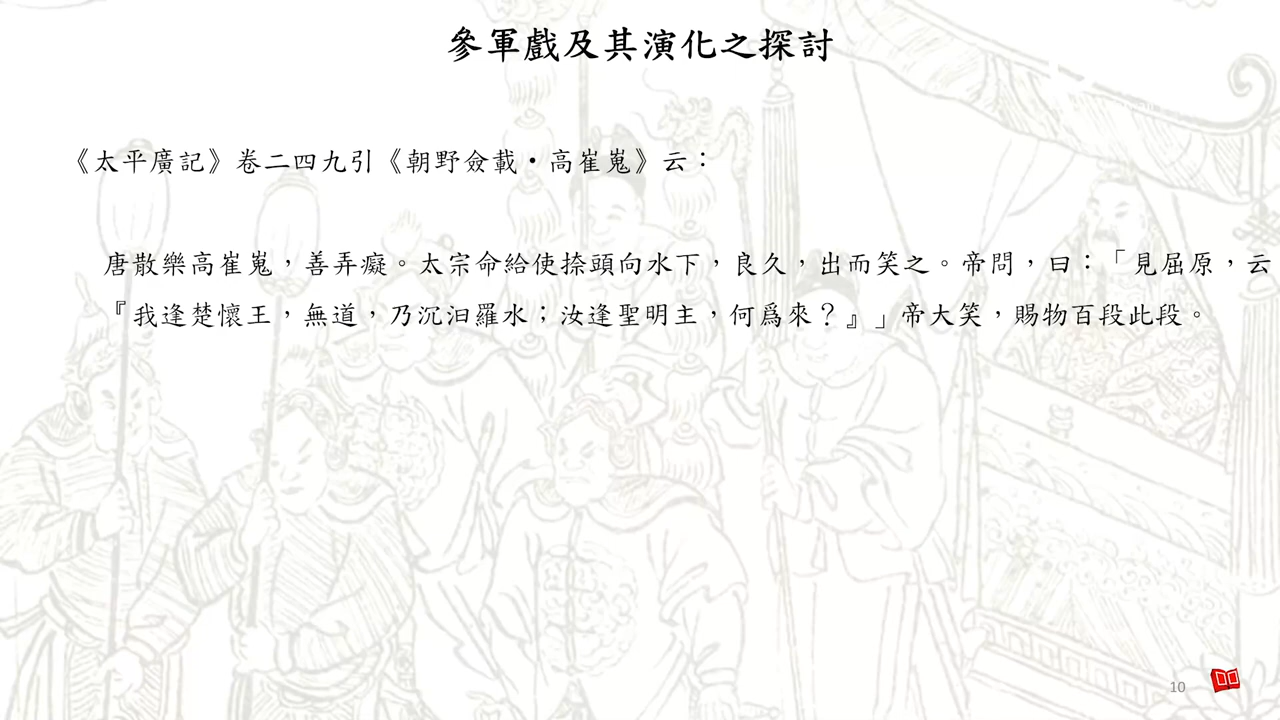 參軍戲及其演化之探討
《太平廣記》卷二四九引《朝野僉載•高崔嵬》云：
唐散樂高崔嵬，善弄癡。太宗命給使捺頭向水下，良久，出而笑之。帝問，曰：「見屈原，云
『我逢楚懷王，無道，乃沉汨羅水；汝逢聖明主，何爲來？』」帝大笑，賜物百段此段。
10